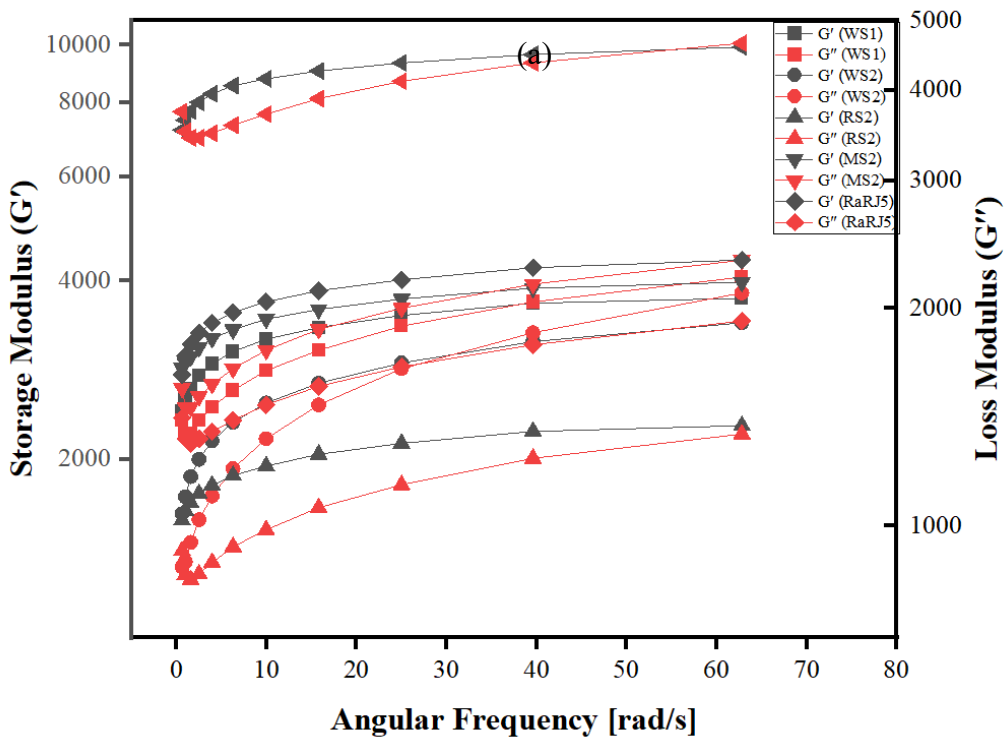 (a)
G′ (WS1)
G″ (WS1)
G′ (WS2)
G″ (WS2)
G′ (RS2)
G″ (RS2)
G′ (MS2)
G″ (MS2)
G′ (RaRJ5)
G″ (RaRJ5)
Storage Modulus (G′)
10000
8000
6000
4000
2000
Loss Modulus (G″)
5000
4000
3000
2000
1000
0 10 20 30 40 50 60 70 80
Angular Frequency [rad/s]